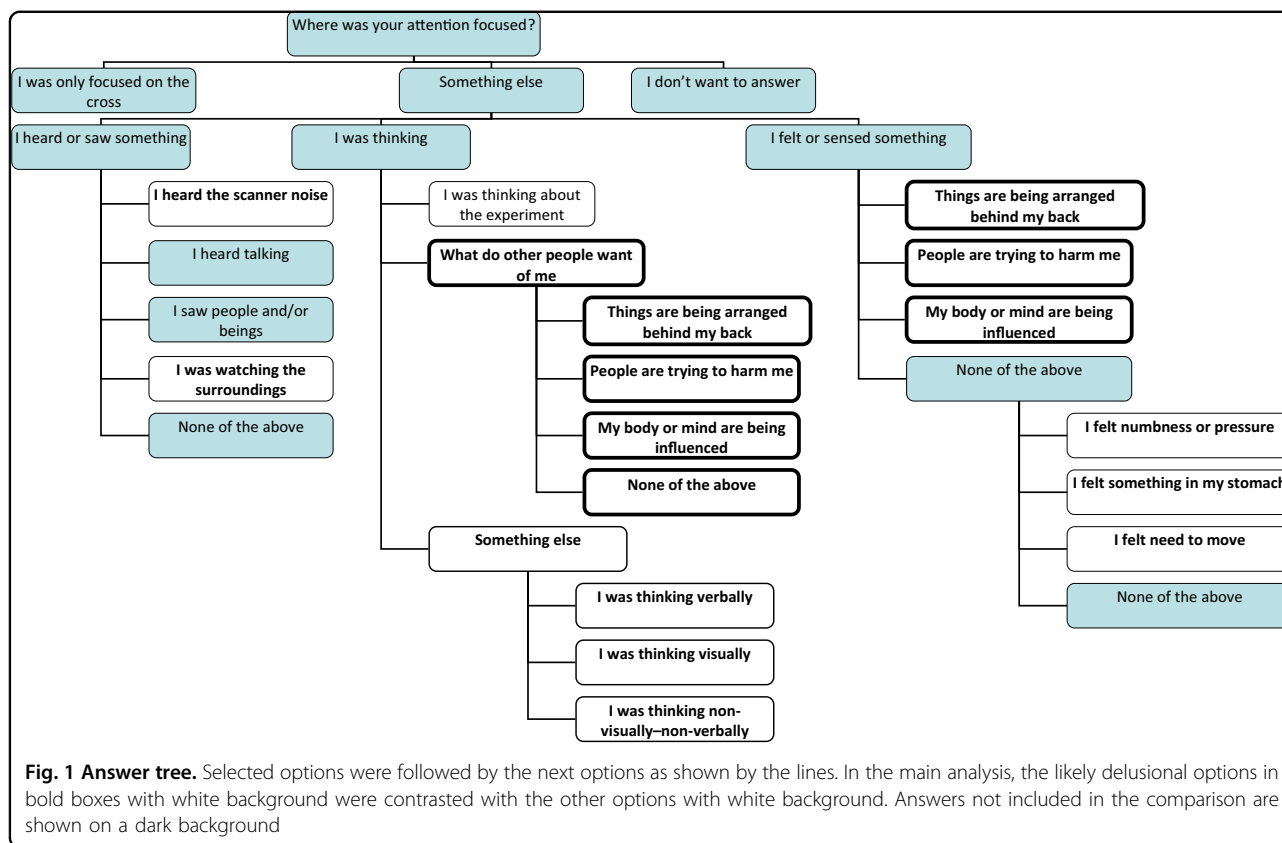 Where was your attention focused?
I was only focused on the
cross
Something else
I don't want to answer
I heard or saw something
I was thinking
I felt or sensed something
I heard the scanner noise
I heard talking
I saw people and/or
beings
I was watching the
surroundings
None of the above
I was thinking about
the experiment
What do other people want
of me
Things are being arranged
behind my back
People are trying to harm me
My body or mind are being
influenced
None of the above
Something else
I was thinking verbally
I was thinking visually
I was thinking non-
visually–non-verbally
Things are being arranged
behind my back
People are trying to harm me
My body or mind are being
influenced
None of the above
I felt numbness or pressure
I felt something in my stomach
I felt need to move
None of the above
Fig. 1 Answer tree. Selected options were followed by the next options as shown by the lines. In the main analysis, the likely delusional options in
bold boxes with white background were contrasted with the other options with white background. Answers not included in the comparison are
shown on a dark background